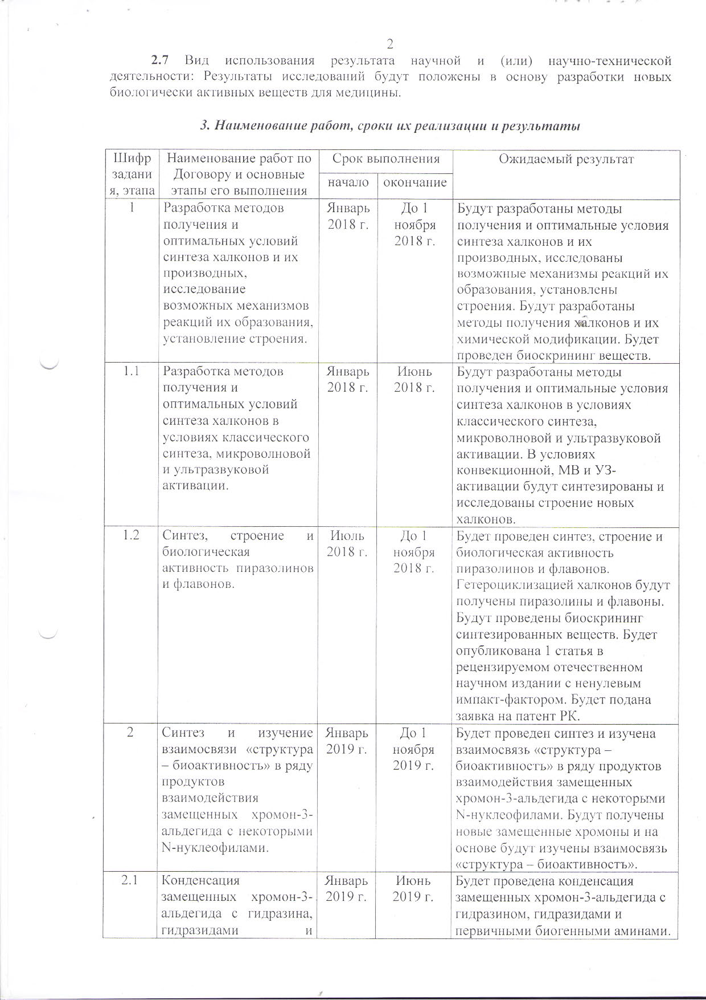 2
2.7 Вид использования результата научной и (или) научно-технической
деятельности: Результаты исследований будут положены в основу разработки новых
биологически активных веществ для медицины.
3. Наименование работ, сроки их реализации и результаты
Шифр
задани
я, этапа
Наименование работ по
Договору и основные
этапы его выполнения
Срок выполнения
начало
окончание
Ожидаемый результат
1
Разработка методов
получения и
оптимальных условий
синтеза халконов и их
производных,
исследование
возможных механизмов
реакций их образования,
установление строения.
Январь
2018 г.
До 1
ноября
2018 г.
Будут разработаны методы
получения и оптимальные условия
синтеза халконов и их
производных, исследованы
возможные механизмы реакций их
образования, установлены
строения. Будут разработаны
методы получения халконов и их
химической модификации. Будет
проведен биоскрининг веществ.
1.1
Разработка методов
получения и
оптимальных условий
синтеза халконов в
условиях классического
синтеза, микроволновой
и ультразвуковой
активации.
Январь
2018 г.
Июнь
2018 г.
Будут разработаны методы
получения и оптимальные условия
синтеза халконов в условиях
классического синтеза,
микроволновой и ультразвуковой
активации. В условиях
конвекционной, МВ и УЗ-
активации будут синтезированы и
исследованы строение новых
халконов.
1.2
Синтез, строение и
биологическая
активность пиразолинов
и флавонов.
Июль
2018 г.
До 1
ноября
2018 г.
Будет проведен синтез, строение и
биологическая активность
пиразолинов и флавонов.
Гетероциклизацией халконов будут
получены пиразолины и флавоны.
Будут проведены биоскрининг
синтезированных веществ. Будет
опубликована 1 статья в
рецензируемом отечественном
научном издании с ненулевым
импакт-фактором. Будет подана
заявка на патент РК.
2
Синтез и изучение
взаимосвязи «структура
– биоактивность» в ряду
продуктов
взаимодействия
замещенных хромон-3-
альдегида с некоторыми
N-нуклеофилами.
Январь
2019 г.
До 1
ноября
2019 г.
Будет проведен синтез и изучена
взаимосвязь «структура –
биоактивность» в ряду продуктов
взаимодействия замещенных
хромон-3-альдегида с некоторыми
N-нуклеофилами. Будут получены
новые замещенные хромоны и на
основе будут изучены взаимосвязь
«структура – биоактивность».
2.1
Конденсация
замещенных хромон-3-
альдегида с гидразина,
гидразидами и
Январь
2019 г.
Июнь
2019 г.
Будет проведена конденсация
замещенных хромон-3-альдегида с
гидразином, гидразидами и
первичными биогенными аминами.